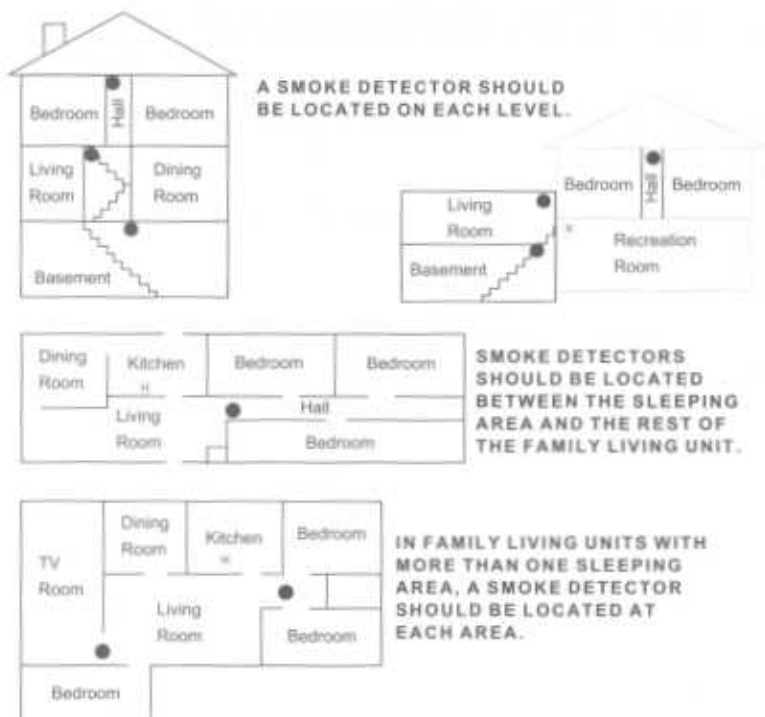 A SMOKE DETECTOR SHOULD
BE LOCATED ON EACH LEVEL.
Bedroom
Hall
Bedroom
Living
Room
Dining
Room
Basement
Bedroom
Hall
Bedroom
Living
Room
Recreation
Room
Basement
Dining
Room
Kitchen
Bedroom
Bedroom
Living
Room
Hall
Bedroom
SMOKE DETECTORS
SHOULD BE LOCATED
BETWEEN THE SLEEPING
AREA AND THE REST OF
THE FAMILY LIVING UNIT.
TV
Room
Dining
Room
Kitchen
Bedroom
Living
Room
Bedroom
Bedroom
IN FAMILY LIVING UNITS WITH
MORE THAN ONE SLEEPING
AREA, A SMOKE DETECTOR
SHOULD BE LOCATED AT
EACH AREA.